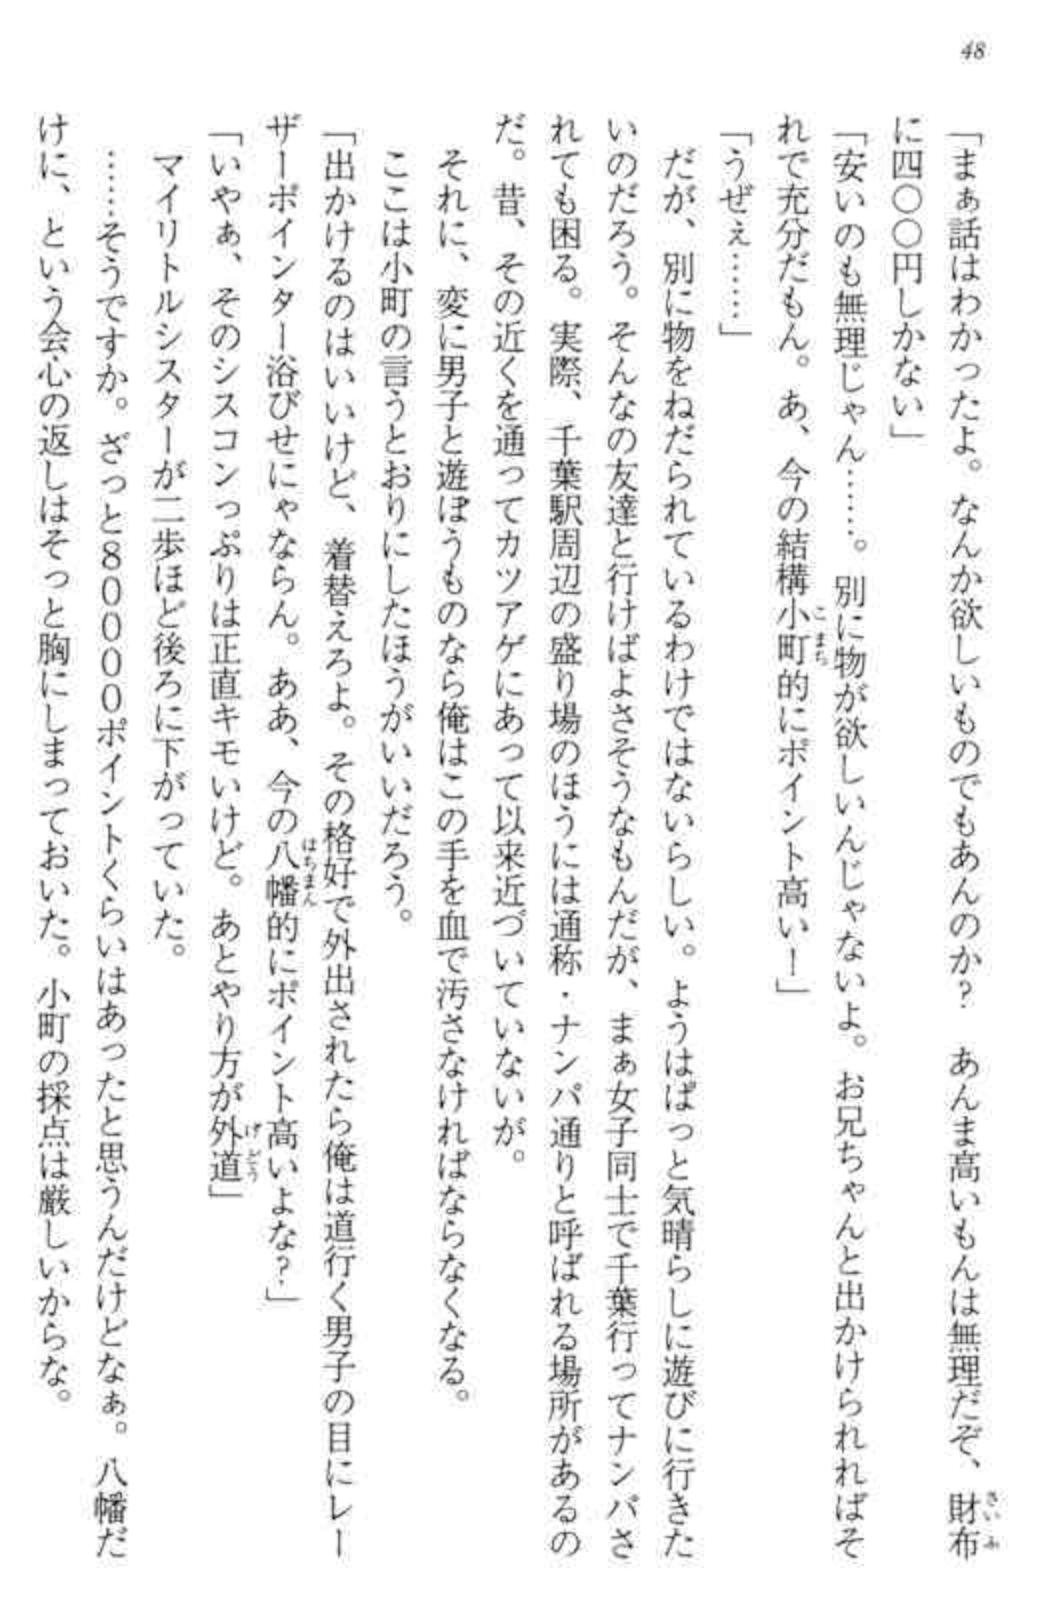 48
「まぁ話はわかったよ。なんか欲しいものでもあんのか？　あんま高いもんは無理だぞ、財布
に四〇〇円しかない」
「安いのも無理じゃん……。別に物が欲しいんじゃないよ。お兄ちゃんと出かけられればそ
れで充分だもん。あ、今の結構小町的にポイント高い！」
「うぜぇ……」
　だが、別に物をねだられているわけではないらしい。ようはぱっと気晴らしに遊びに行きた
いのだろう。そんなの友達と行けばよさそうなもんだが、まぁ女子同士で千葉行ってナンパさ
れても困る。実際、千葉駅周辺の盛り場のほうには通称・ナンパ通りと呼ばれる場所があるの
だ。昔、その近くを通ってカツアゲにあって以来近づいていないが。
　それに、変に男子と遊ぼうものなら俺はこの手を血で汚さなければならなくなる。
　ここは小町の言うとおりにしたほうがいいだろう。
「出かけるのはいいけど、着替えろよ。その格好で外出されたら俺は道行く男子の目にレー
ザーポインター浴びせにゃならん。ああ、今の八幡的にポイント高いよな？」
「いやぁ、そのシスコンっぷりは正直キモいけど。あとやり方が外道」
　マイリトルシスターが二歩ほど後ろに下がっていた。
　……そうですか。ざっと８００００ポイントくらいはあったと思うんだけどなぁ。八幡だ
けに、という会心の返しはそっと胸にしまっておいた。小町の採点は厳しいからな。